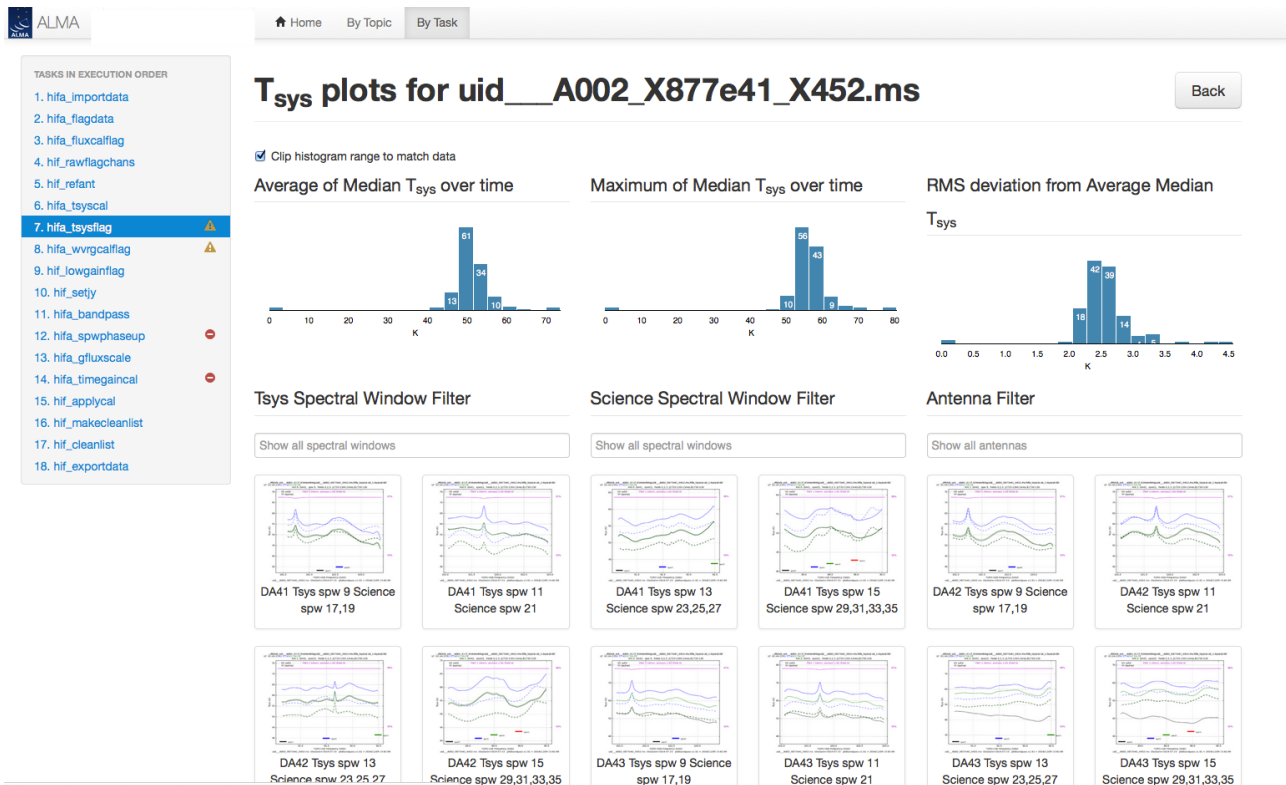 ALMA
ALMA
Home By Topic By Task
TASKS IN EXECUTION ORDER
1. hifa_importdata
2. hifa_flagdata
3. hifa_fluxcalflag
4. hif_rawflagchans
5. hif_refant
6. hifa_tsyscal
7. hifa_tsysflag
8. hifa_wvrgcalflag
9. hif_lowgainflag
10. hif_setjy
11. hif_bandpass
12. hifa_spwphaseup
13. hifa_gfluxscale
14. hifa_timegaincal
15. hif_applycal
16. hif_makecleanlist
17. hif_cleanlist
18. hif_exportdata
Tsys plots for uid___A002_X877e41_X452.ms
Back
Clip histogram range to match data
Average of Median Tsys over time
61
34
13
10
0 10 20 30 40 50 60 70
K
Maximum of Median Tsys over time
56
43
10
9
0 10 20 30 40 50 60 70 80
K
RMS deviation from Average Median
Tsys
42
39
18
14
0.0 0.5 1.0 1.5 2.0 2.5 3.0 3.5 4.0 4.5
K
Tsys Spectral Window Filter
Show all spectral windows
Science Spectral Window Filter
Show all spectral windows
Antenna Filter
Show all antennas
DA41 Tsys spw 9 Science
spw 17,19
DA41 Tsys spw 11
Science spw 21
DA41 Tsys spw 13
Science spw 23,25,27
DA41 Tsys spw 15
Science spw 29,31,33,35
DA42 Tsys spw 9 Science
spw 17,19
DA42 Tsys spw 11
Science spw 21
DA42 Tsys spw 13
Science spw 23,25,27
DA42 Tsys spw 15
Science spw 29,31,33,35
DA43 Tsys spw 9 Science
spw 17,19
DA43 Tsys spw 11
Science spw 21
DA43 Tsys spw 13
Science spw 23,25,27
DA43 Tsys spw 15
Science spw 29,31,33,35